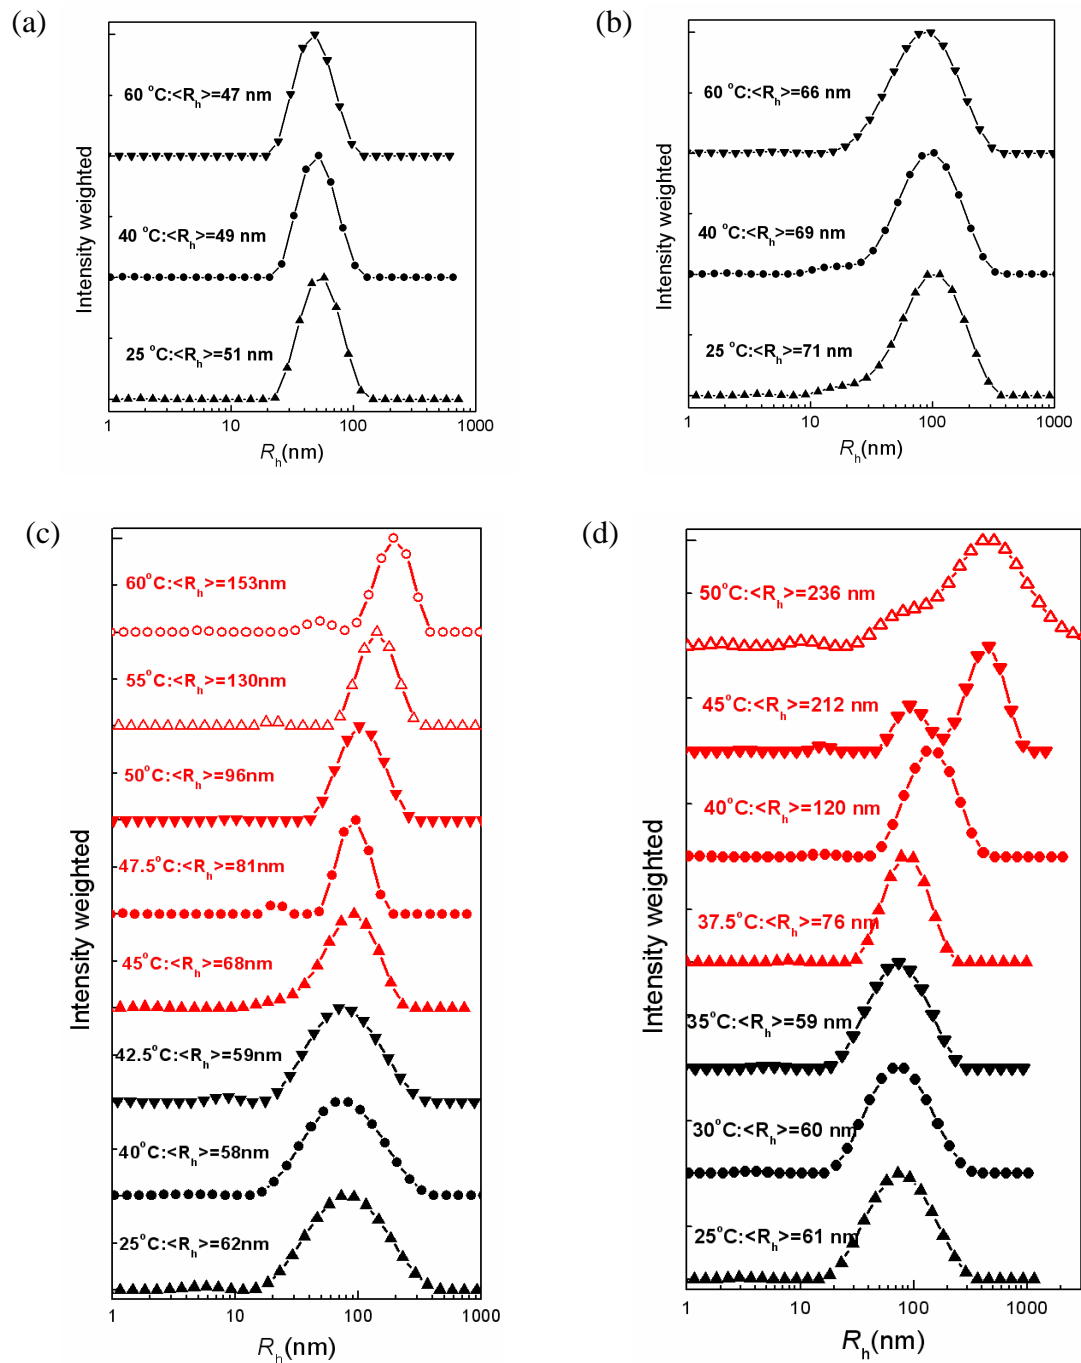 (a)
60 °C:<Rh>=47 nm
40 °C:<Rh>=49 nm
25 °C:<Rh>=51 nm
Intensity weighted
1 10 100 1000
Rh(nm)
(b)
60 °C:<Rh>=66 nm
40 °C:<Rh>=69 nm
25 °C:<Rh>=71 nm
Intensity weighted
1 10 100 1000
Rh(nm)
(c)
60°C:<Rh>=153nm
55°C:<Rh>=130nm
50°C:<Rh>=96nm
47.5°C:<Rh>=81nm
45°C:<Rh>=68nm
42.5°C:<Rh>=59nm
40°C:<Rh>=58nm
25°C:<Rh>=62nm
Intensity weighted
1 10 100 1000
Rh(nm)
(d)
50°C:<Rh>=236 nm
45°C:<Rh>=212 nm
40°C:<Rh>=120 nm
37.5°C:<Rh>=76 nm
35°C:<Rh>=59 nm
30°C:<Rh>=60 nm
25°C:<Rh>=61 nm
Intensity weighted
1 10 100 1000
Rh(nm)